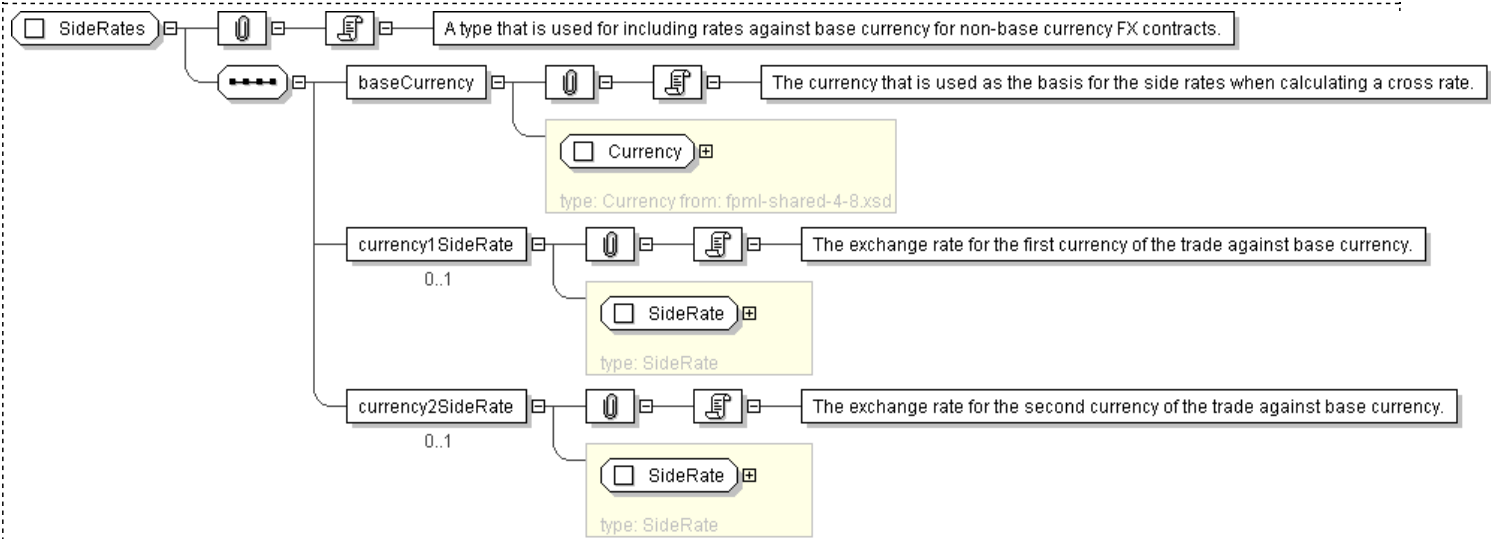 SideRates
A type that is used for including rates against base currency for non-base currency FX contracts.
baseCurrency
The currency that is used as the basis for the side rates when calculating a cross rate.
Currency
type: Currency from: fpml-shared-4-8.xsd
currency1SideRate
The exchange rate for the first currency of the trade against base currency.
0..1
SideRate
type: SideRate
currency2SideRate
The exchange rate for the second currency of the trade against base currency.
0..1
SideRate
type: SideRate